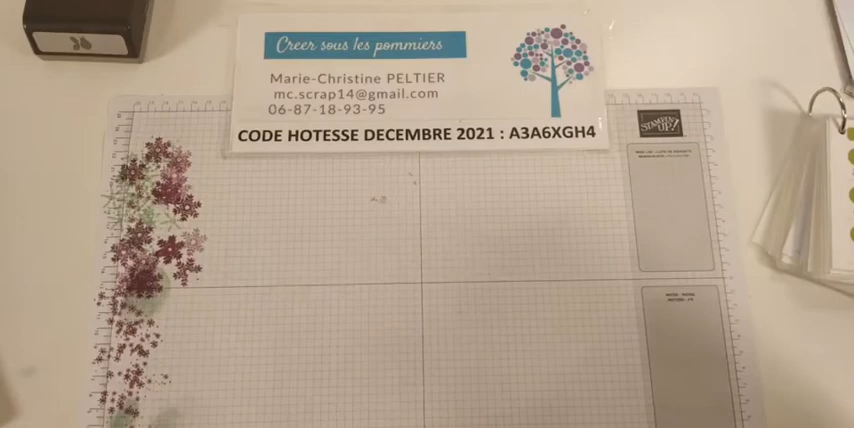 Créer sous les pommiers
Marie-Christine PELTIER
mc.scrap14@gmail.com
06-87-18-93-95
CODE HOTESSE DECEMBRE 2021 : A3A6XGH4
STAMPIN' UP!